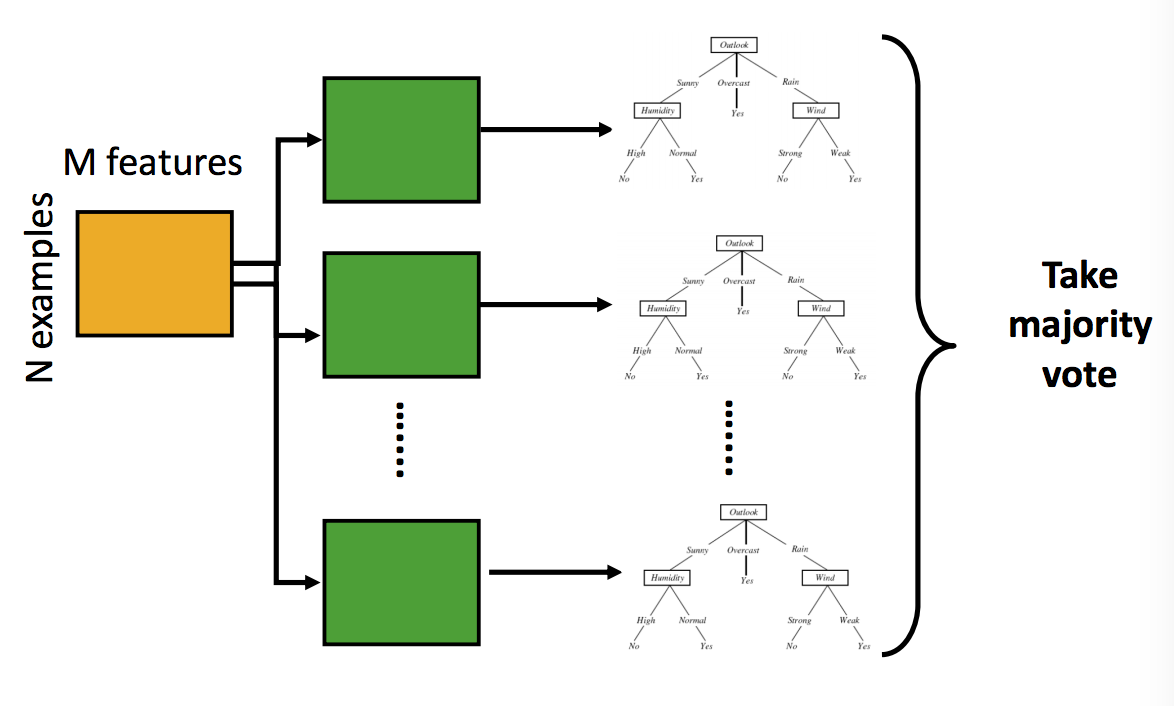 M features
N examples
Outlook
Sunny Overcast Rain
Humidity Yes Wind
High Normal Strong Weak
No Yes No Yes
Outlook
Sunny Overcast Rain
Humidity Yes Wind
High Normal Strong Weak
No Yes No Yes
Outlook
Sunny Overcast Rain
Humidity Yes Wind
High Normal Strong Weak
No Yes No Yes
Take
majority
vote